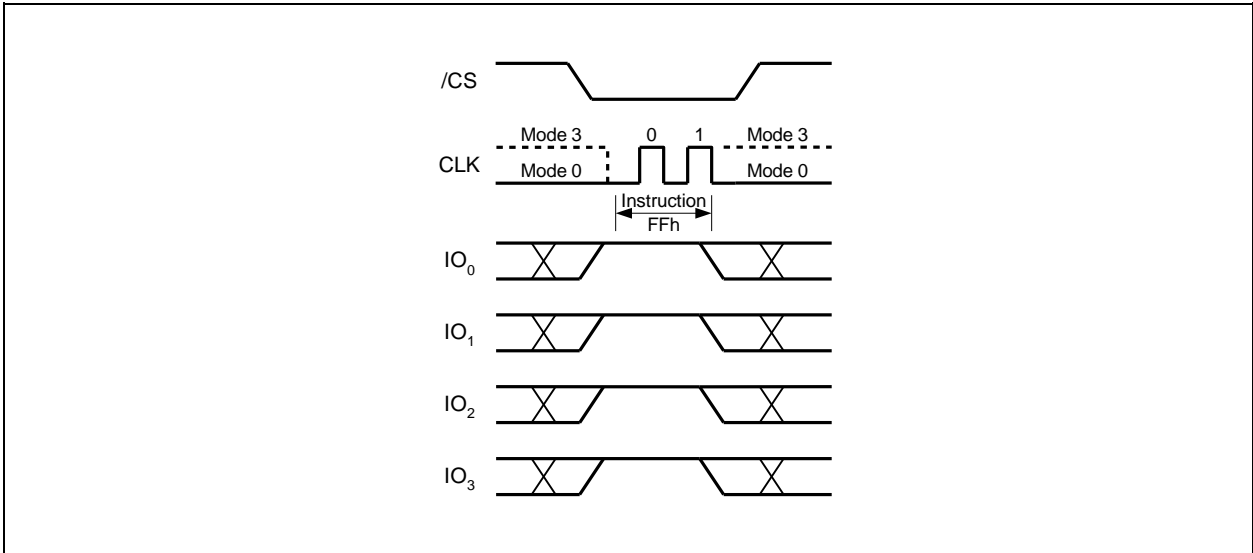 /CS
Mode 3 0 1 Mode 3
CLK
Mode 0 Mode 0
Instruction
FFh
IO0
IO1
IO2
IO3